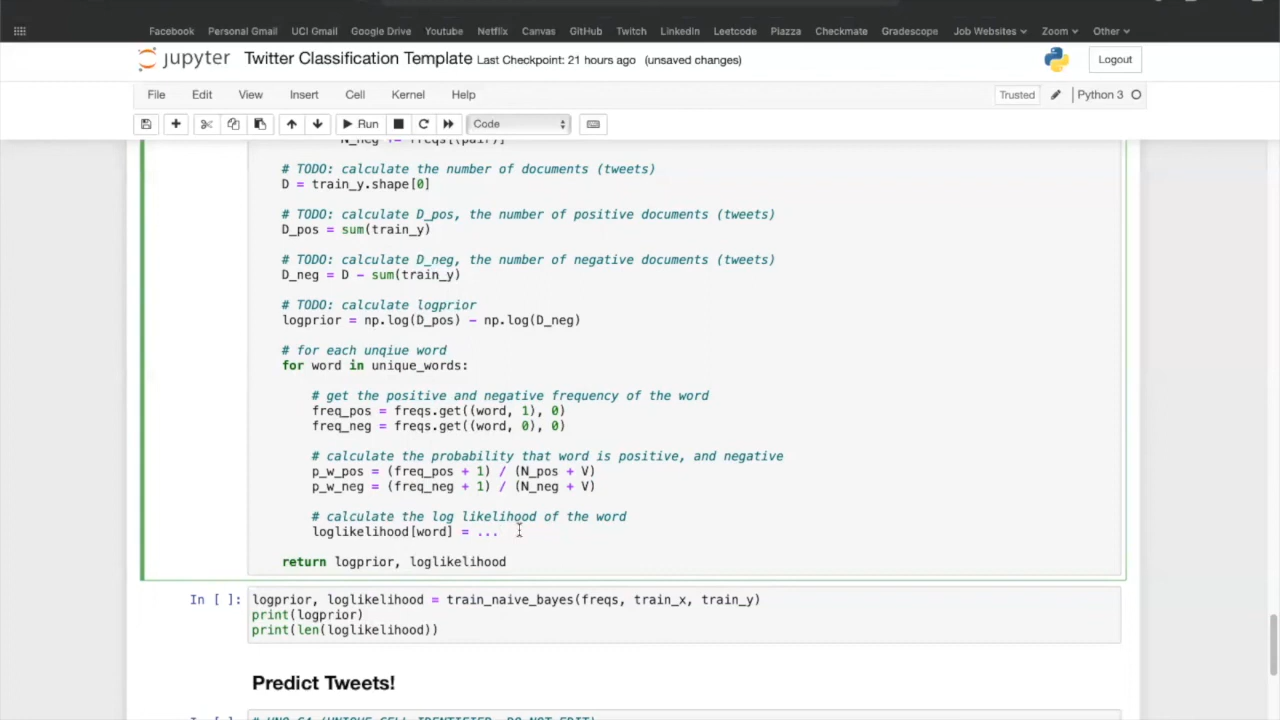 Facebook Personal Gmail UCI Gmail Google Drive Youtube Netflix Canvas GitHub Twitch LinkedIn Leetcode Piazza Checkmate Gradescope Job Websites Zoom Other
jupyter Twitter Classification Template Last Checkpoint: 21 hours ago (unsaved changes) Logout
File Edit View Insert Cell Kernel Help Trusted Python 3
Run Code
# TODO: calculate the number of documents (tweets)
D = train_y.shape[0]
# TODO: calculate D_pos, the number of positive documents (tweets)
D_pos = sum(train_y)
# TODO: calculate D_neg, the number of negative documents (tweets)
D_neg = D - sum(train_y)
# TODO: calculate logprior
logprior = np.log(D_pos) - np.log(D_neg)
# for each unqiue word
for word in unique_words:
# get the positive and negative frequency of the word
freq_pos = freqs.get((word, 1), 0)
freq_neg = freqs.get((word, 0), 0)
# calculate the probability that word is positive, and negative
p_w_pos = (freq_pos + 1) / (N_pos + V)
p_w_neg = (freq_neg + 1) / (N_neg + V)
# calculate the log likelihood of the word
loglikelihood[word] = ...
return logprior, loglikelihood
In [ ]: logprior, loglikelihood = train_naive_bayes(freqs, train_x, train_y)
print(logprior)
print(len(loglikelihood))
Predict Tweets!